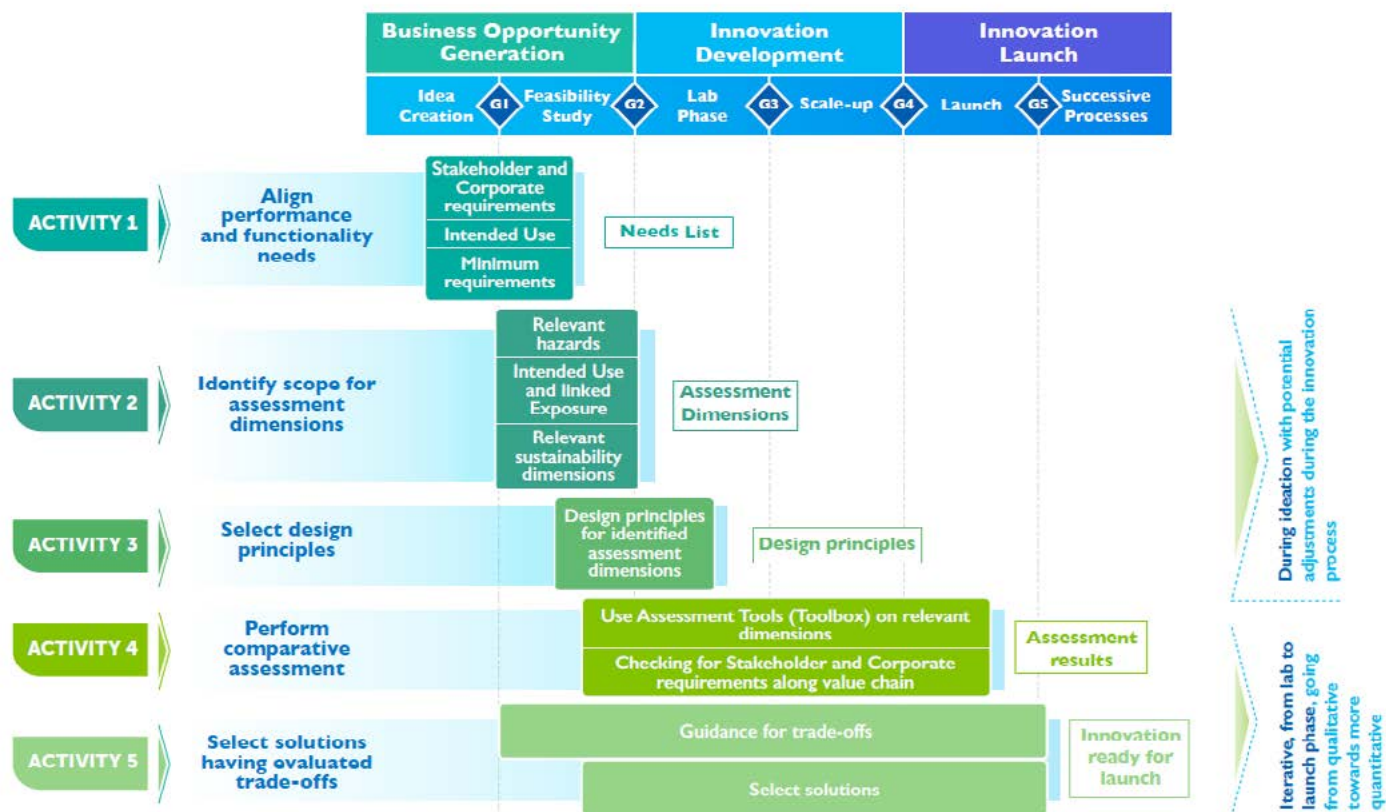 Business Opportunity
Generation
Innovation
Development
Innovation
Launch
Idea
Creation
G1
Feasibility
Study
G2
Lab
Phase
G3
Scale-up
G4
Launch
G5
Successive
Processes
ACTIVITY 1
Align
performance
and functionality
needs
Stakeholder and
Corporate
requirements
Intended Use
Minimum
requirements
Needs List
ACTIVITY 2
Identify scope for
assessment
dimensions
Relevant
hazards
Intended Use
and linked
Exposure
Relevant
sustainability
dimensions
Assessment
Dimensions
ACTIVITY 3
Select design
principles
Design principles
for identified
assessment
dimensions
Design principles
During ideation with potential
adjustments during the innovation
process
ACTIVITY 4
Perform
comparative
assessment
Use Assessment Tools (Toolbox) on relevant
dimensions
Checking for Stakeholder and Corporate
requirements along value chain
Assessment
results
ACTIVITY 5
Select solutions
having evaluated
trade-offs
Guidance for trade-offs
Select solutions
Innovation
ready for
launch
Iterative, from lab to
launch phase, going
from qualitative
towards more
quantitative